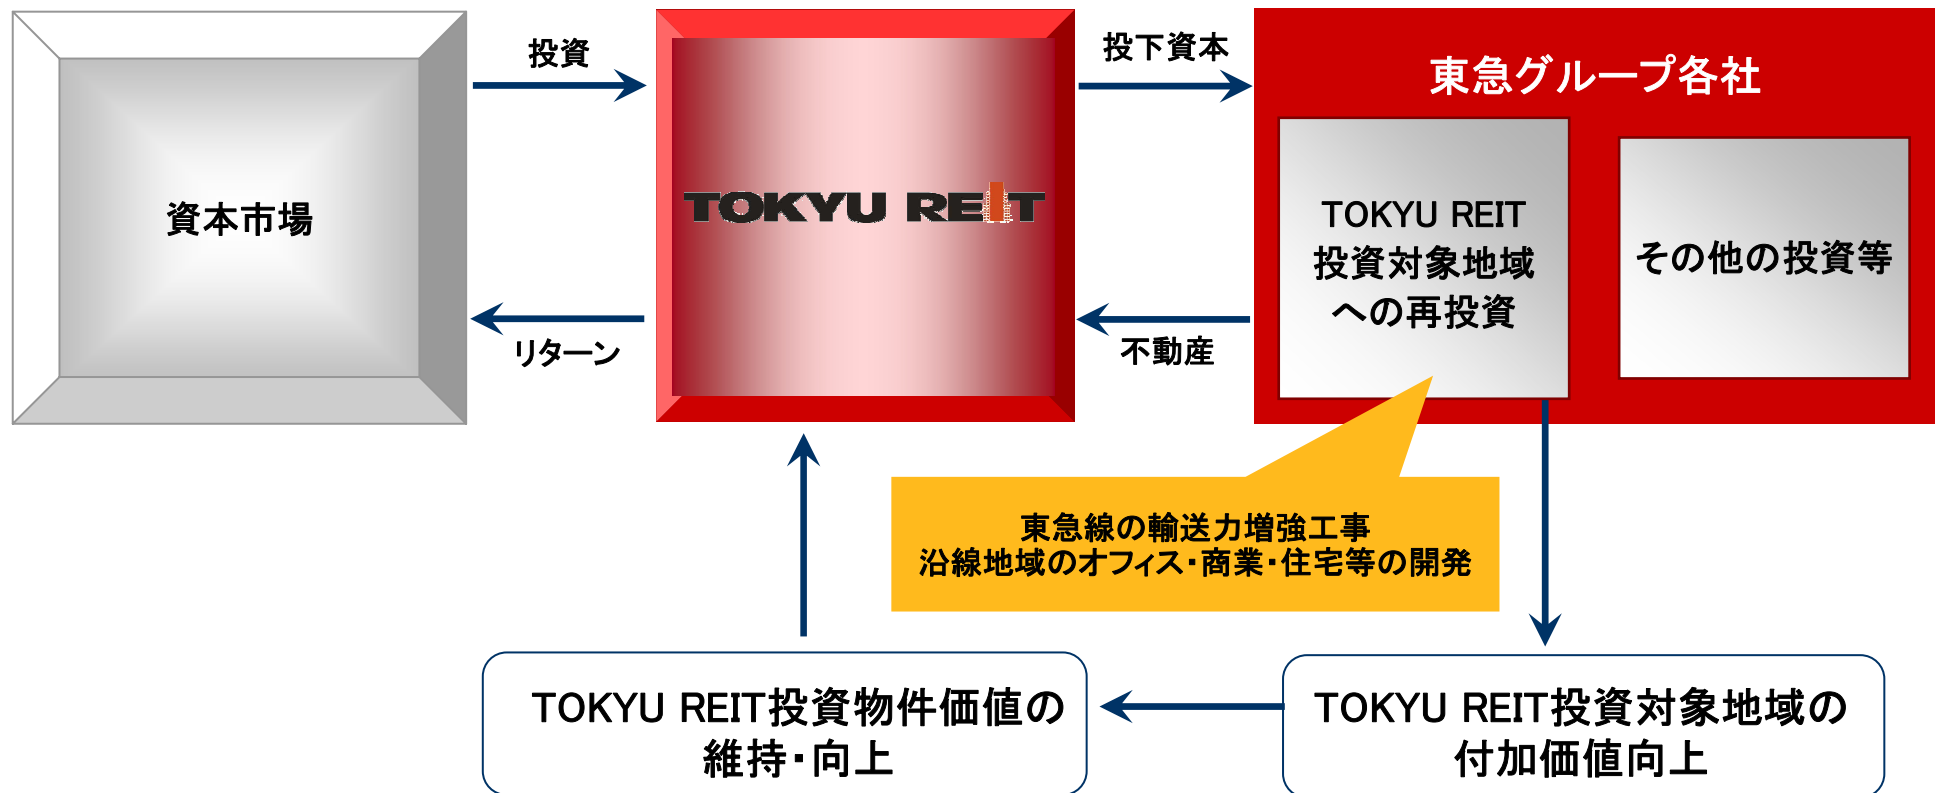 投資
投下資本
東急グループ各社
資本市場
TOKYU REIT
TOKYU REIT
投資対象地域
への再投資
その他の投資等
リターン
不動産
東急線の輸送力増強工事
沿線地域のオフィス・商業・住宅等の開発
TOKYU REIT投資物件価値の
維持・向上
TOKYU REIT投資対象地域の
付加価値向上